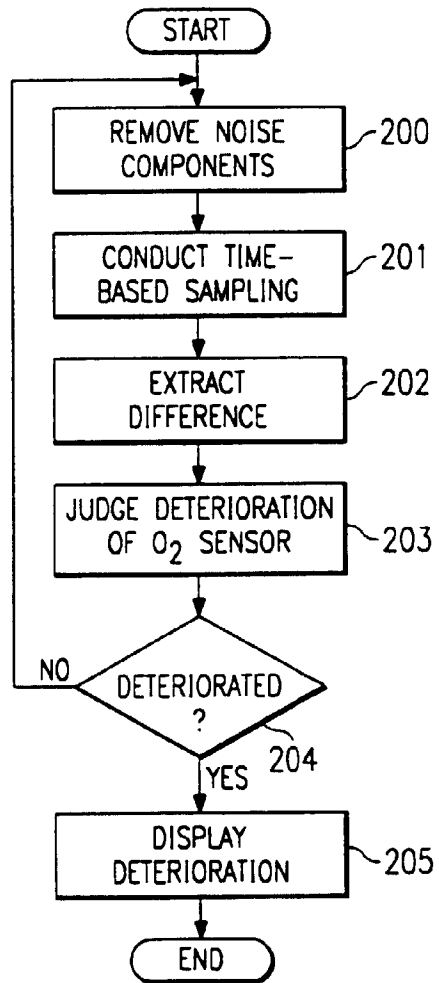 START
REMOVE NOISE
COMPONENTS
200
CONDUCT TIME-
BASED SAMPLING
201
EXTRACT
DIFFERENCE
202
JUDGE DETERIORATION
OF O2 SENSOR
203
NO
DETERIORATED
?
204
YES
DISPLAY
DETERIORATION
205
END